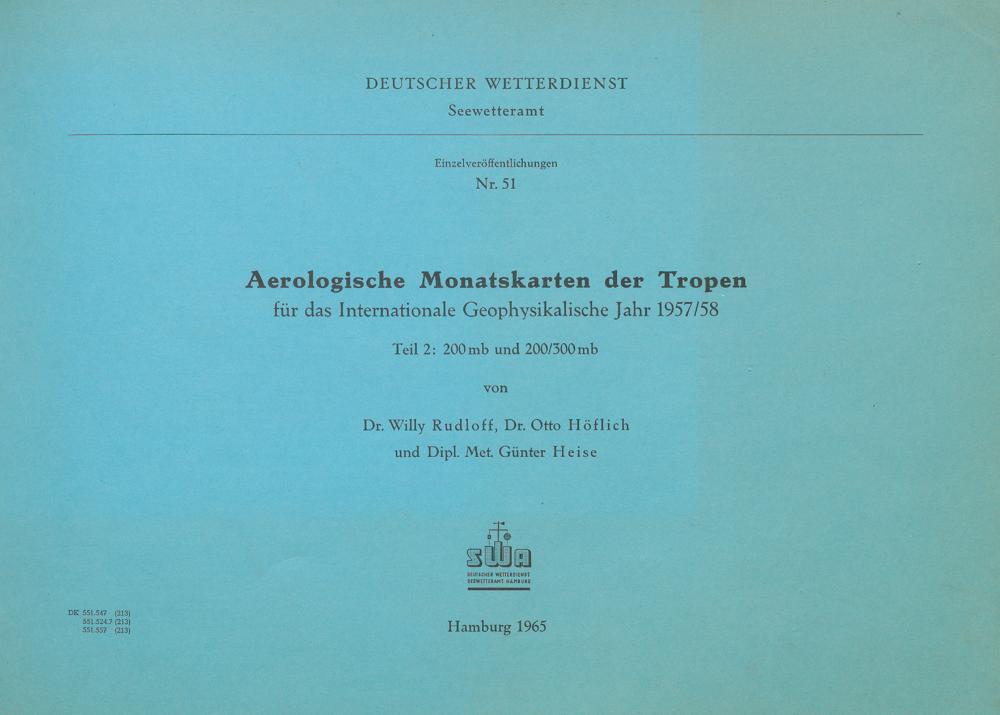 DEUTSCHER WETTERDIENST
Seewetteramt
Einzelveröffentlichungen
Nr. 51
Aerologische Monatskarten der Tropen
für das Internationale Geophysikalische Jahr 1957/58
Teil 2: 200 mb und 200/300 mb
von
Dr. Willy Rudloff, Dr. Otto Höflich
und Dipl. Met. Günter Heise
SWA
DEUTSCHER WETTERDIENST
SEEWETTERAMT HAMBURG
DK 551.547 (213)
551.524.7 (213)
551.557 (213)
Hamburg 1965